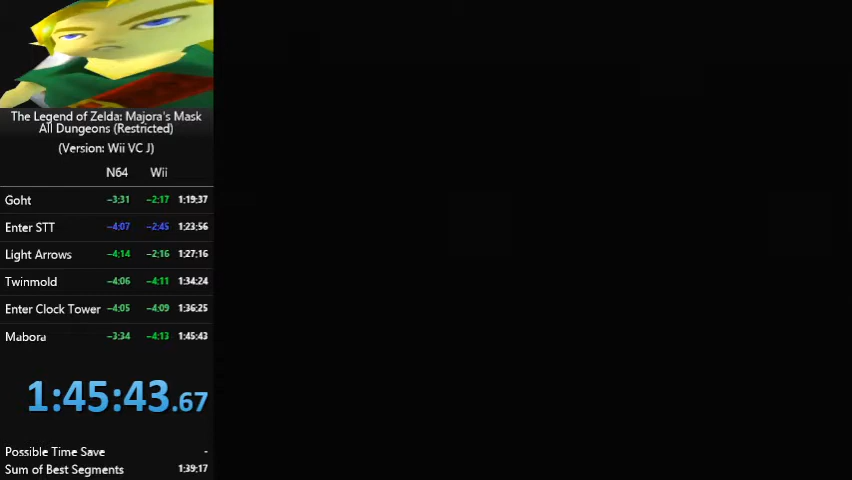 The Legend of Zelda: Majora's Mask
All Dungeons (Restricted)
(Version: Wii VC J)
N64 Wii
Goht −3:31 −2:17 1:19:37
Enter STT −4:07 −2:45 1:23:56
Light Arrows −4:14 −2:16 1:27:16
Twinmold −4:06 −4:11 1:34:24
Enter Clock Tower −4:05 −4:09 1:36:25
Mabora −3:34 −4:13 1:45:43
1:45:43.67
Possible Time Save -
Sum of Best Segments 1:39:17